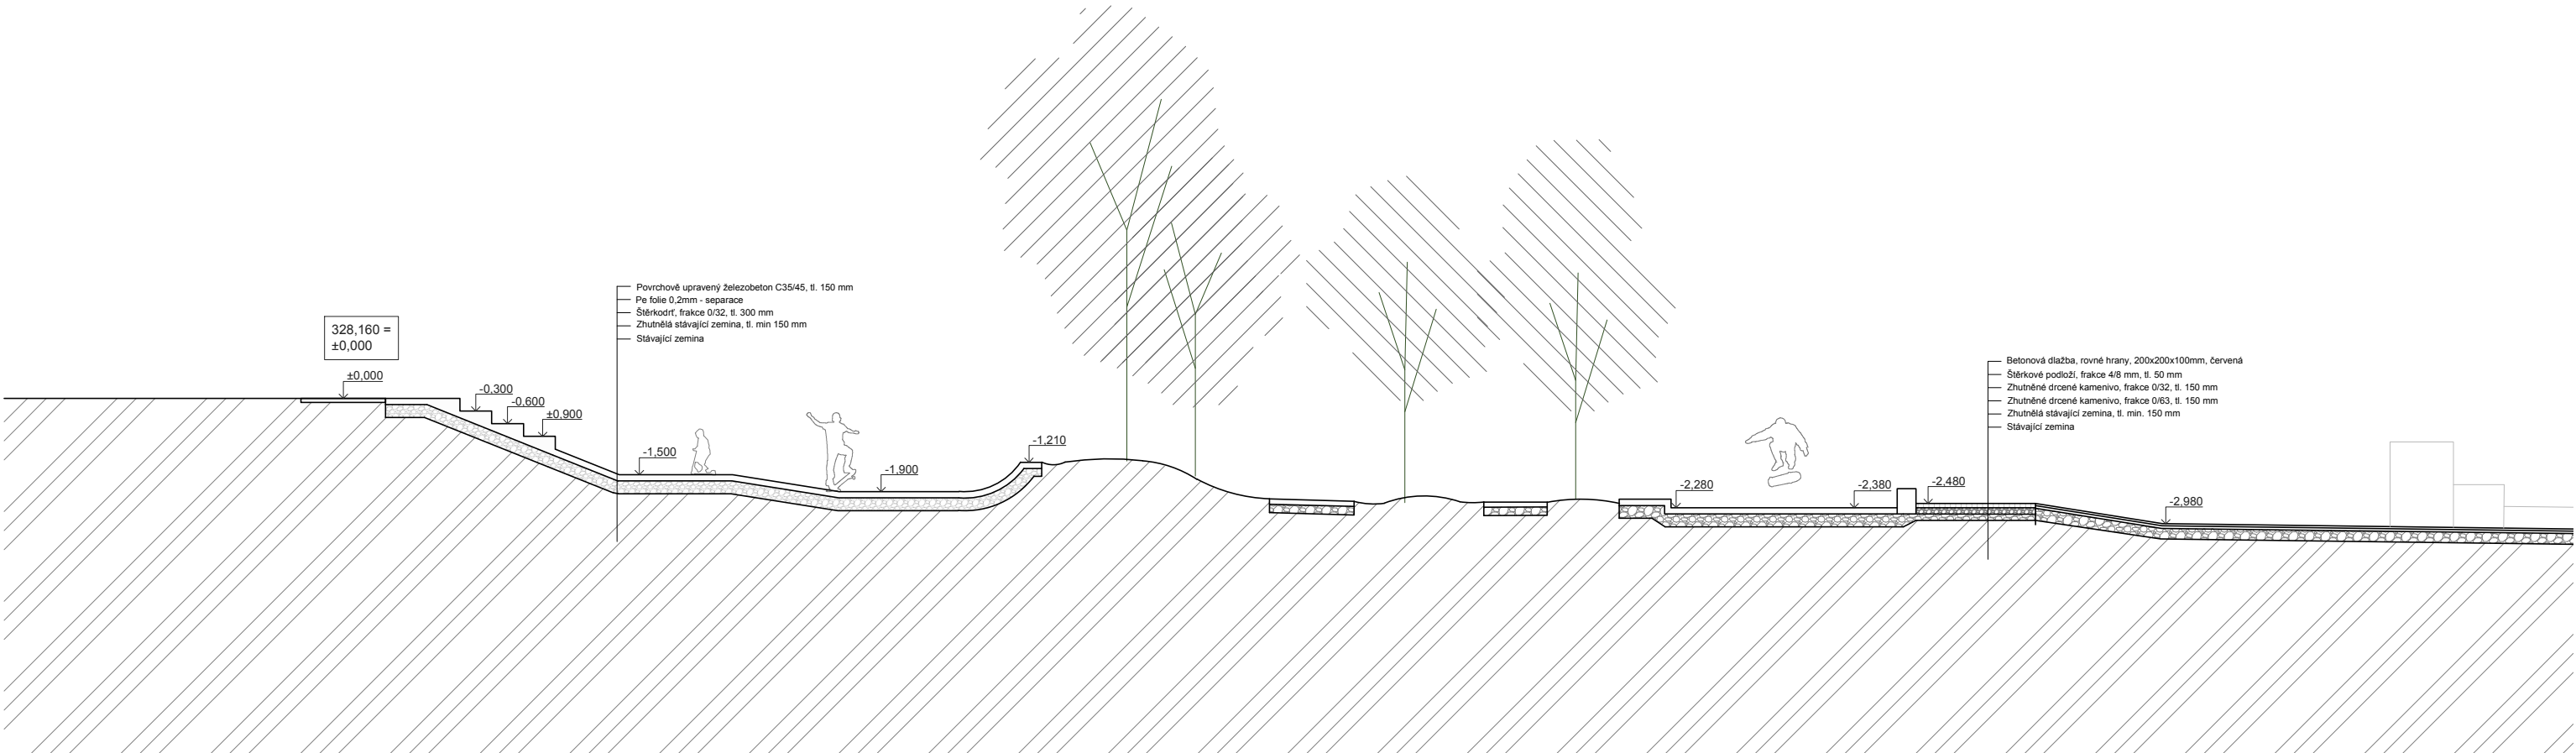 Povrchově upravený železobeton C35/45, tl. 150 mm
Pe folie 0,2mm - separace
Štěrkodrť, frakce 0/32, tl. 300 mm
Zhutnělá stávající zemina, tl. min 150 mm
Stávající zemina
328,160 =
±0,000
±0,000
-0,300
-0,600
±0,900
-1,500
-1,900
-1,210
-2,280
-2,380
-2,480
-2,980
Betonová dlažba, rovné hrany, 200x200x100mm, červená
Štěrkové podloží, frakce 4/8 mm, tl. 50 mm
Zhutněné drcené kamenivo, frakce 0/32, tl. 150 mm
Zhutněné drcené kamenivo, frakce 0/63, tl. 150 mm
Zhutnělá stávající zemina, tl. min. 150 mm
Stávající zemina